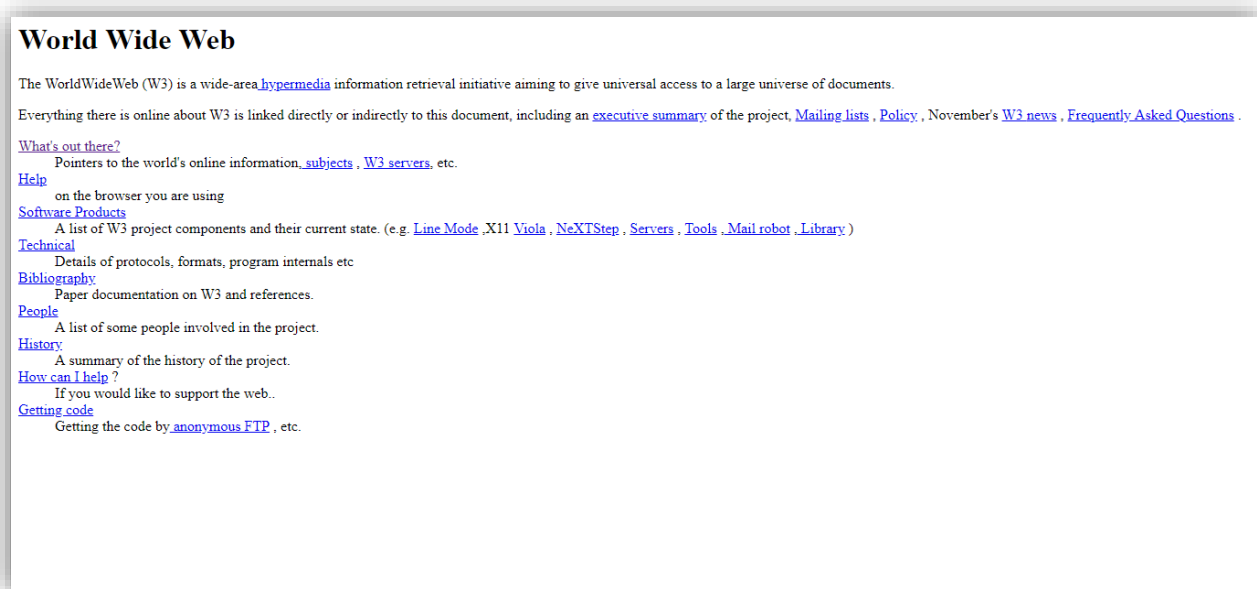 World Wide Web
The WorldWideWeb (W3) is a wide-area hypermedia information retrieval initiative aiming to give universal access to a large universe of documents.
Everything there is online about W3 is linked directly or indirectly to this document, including an executive summary of the project, Mailing lists , Policy , November's W3 news , Frequently Asked Questions .
What's out there?
Pointers to the world's online information, subjects , W3 servers, etc.
Help
on the browser you are using
Software Products
A list of W3 project components and their current state. (e.g. Line Mode ,X11 Viola , NeXTStep , Servers , Tools , Mail robot , Library )
Technical
Details of protocols, formats, program internals etc
Bibliography
Paper documentation on W3 and references.
People
A list of some people involved in the project.
History
A summary of the history of the project.
How can I help ?
If you would like to support the web..
Getting code
Getting the code by anonymous FTP , etc.